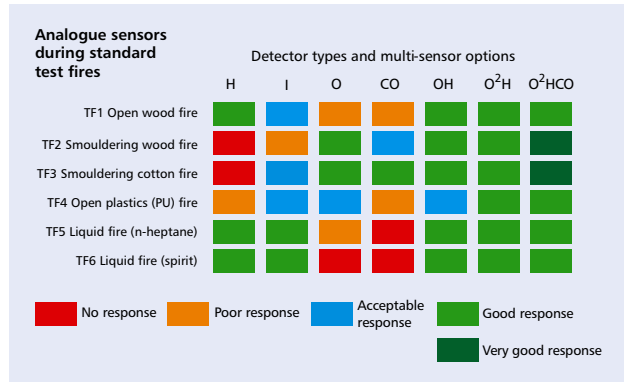 Analogue sensors
during standard
test fires
Detector types and multi-sensor options
H I O CO OH O²H O²HCO
TF1 Open wood fire
TF2 Smouldering wood fire
TF3 Smouldering cotton fire
TF4 Open plastics (PU) fire
TF5 Liquid fire (n-heptane)
TF6 Liquid fire (spirit)
No response
Poor response
Acceptable
response
Good response
Very good response